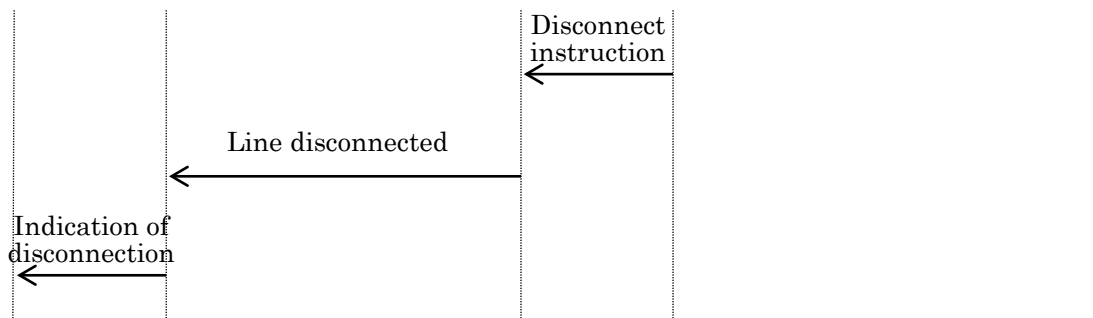 Disconnect
instruction
Line disconnected
Indication of
disconnection